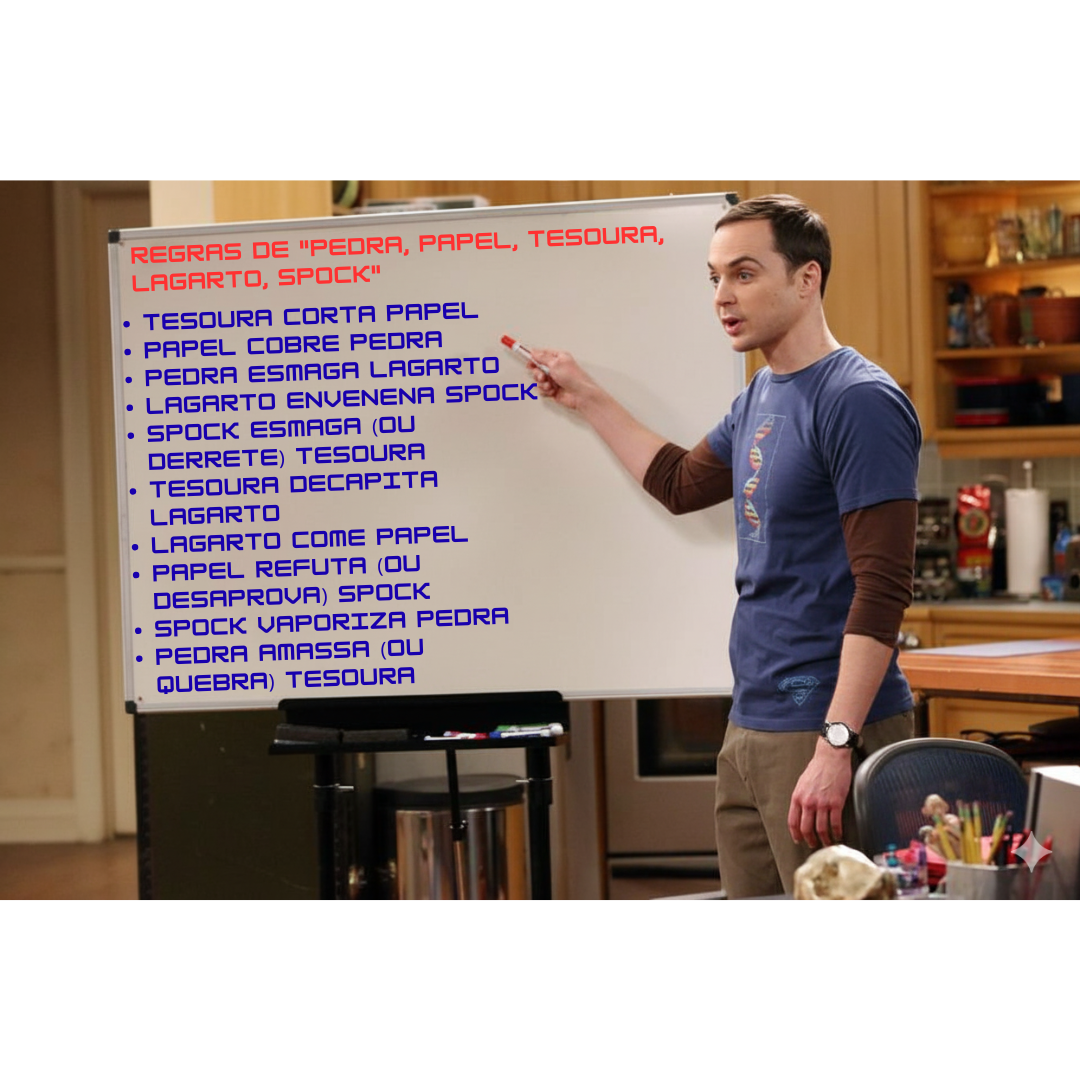 REGRAS DE "PEDRA, PAPEL, TESOURA,
LAGARTO, SPOCK"
• TESOURA CORTA PAPEL
• PAPEL COBRE PEDRA
• PEDRA ESMAGA LAGARTO
• LAGARTO ENVENENA SPOCK
• SPOCK ESMAGA (OU
DERRETE) TESOURA
• TESOURA DECAPITA
LAGARTO
• LAGARTO COME PAPEL
• PAPEL REFUTA (OU
DESAPROVA) SPOCK
• SPOCK VAPORIZA PEDRA
• PEDRA AMASSA (OU
QUEBRA) TESOURA